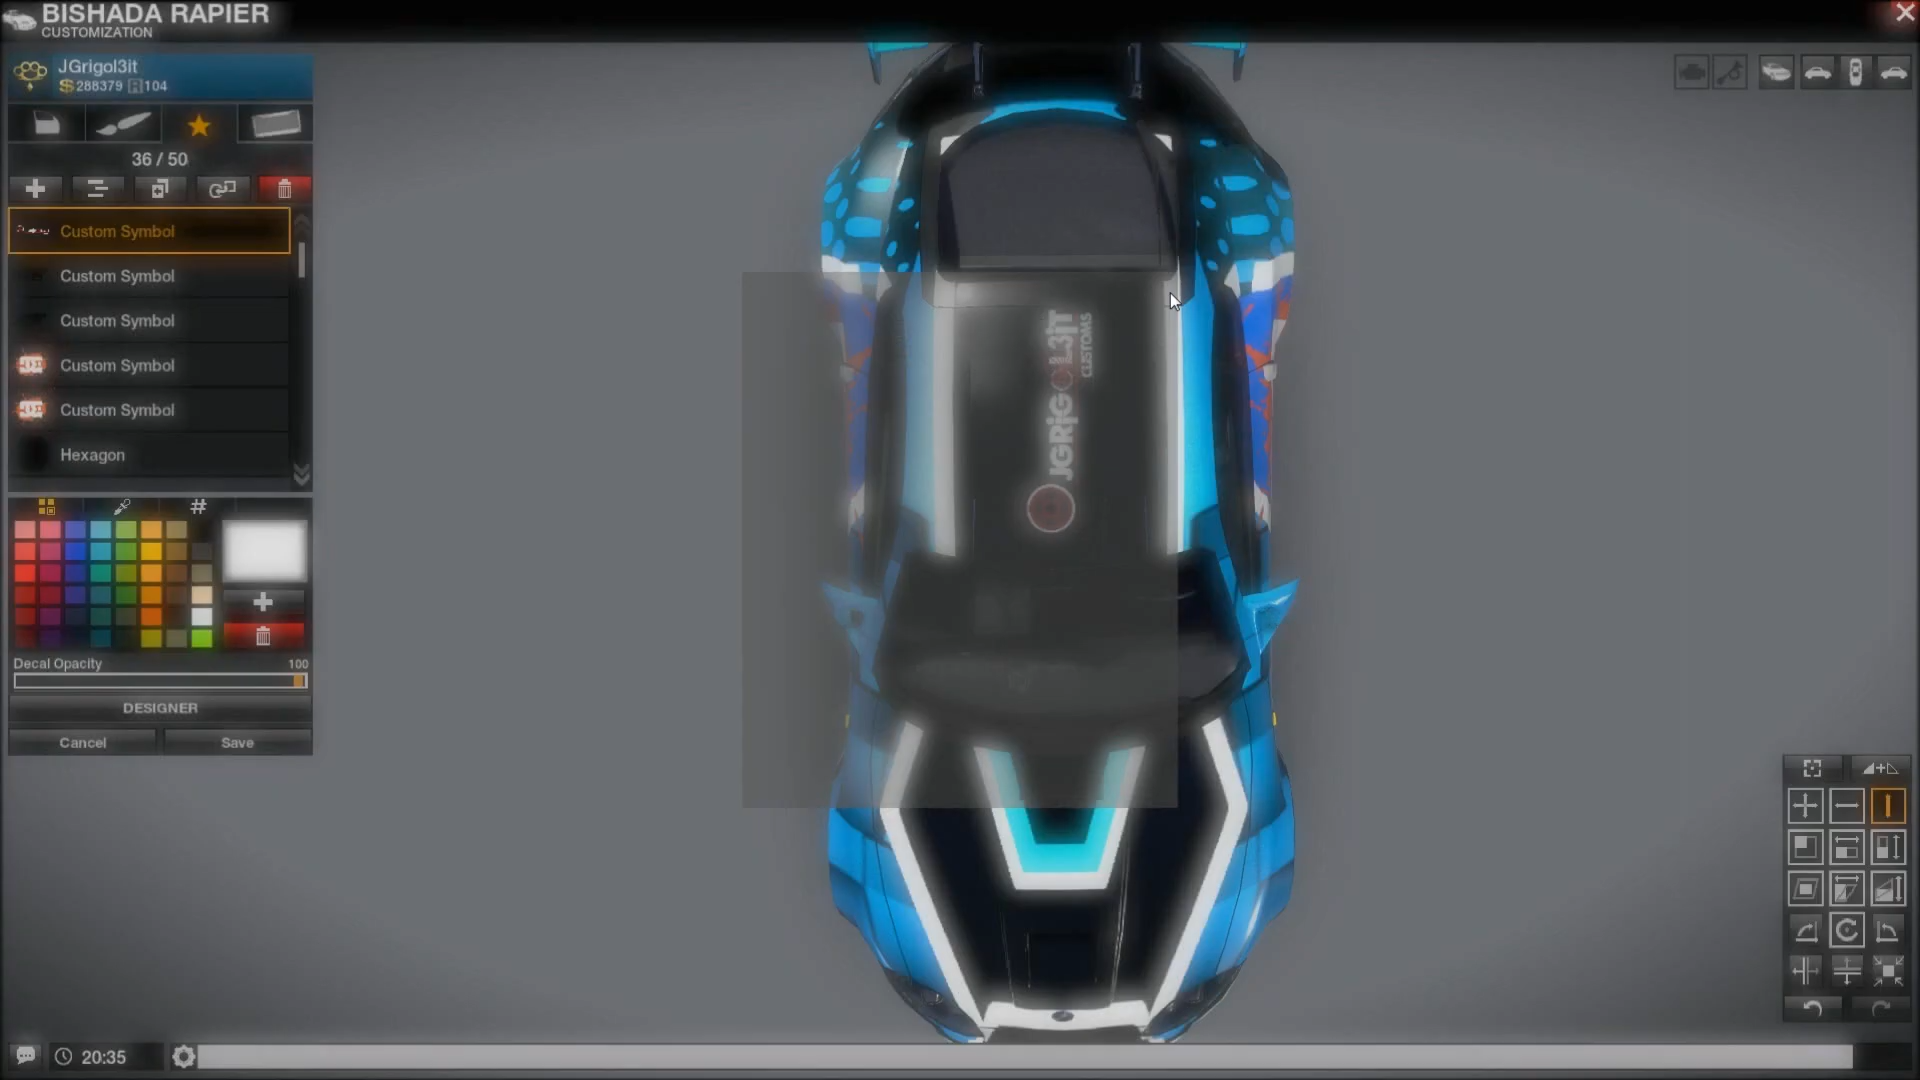 BISHADA RAPIER
CUSTOMIZATION
JGrigol3it
$288379 R104
36 / 50
Custom Symbol
Custom Symbol
Custom Symbol
Custom Symbol
Custom Symbol
Hexagon
#
Decal Opacity 100
DESIGNER
Cancel Save
JGRiGOL3iT
CUSTOMS
20:35